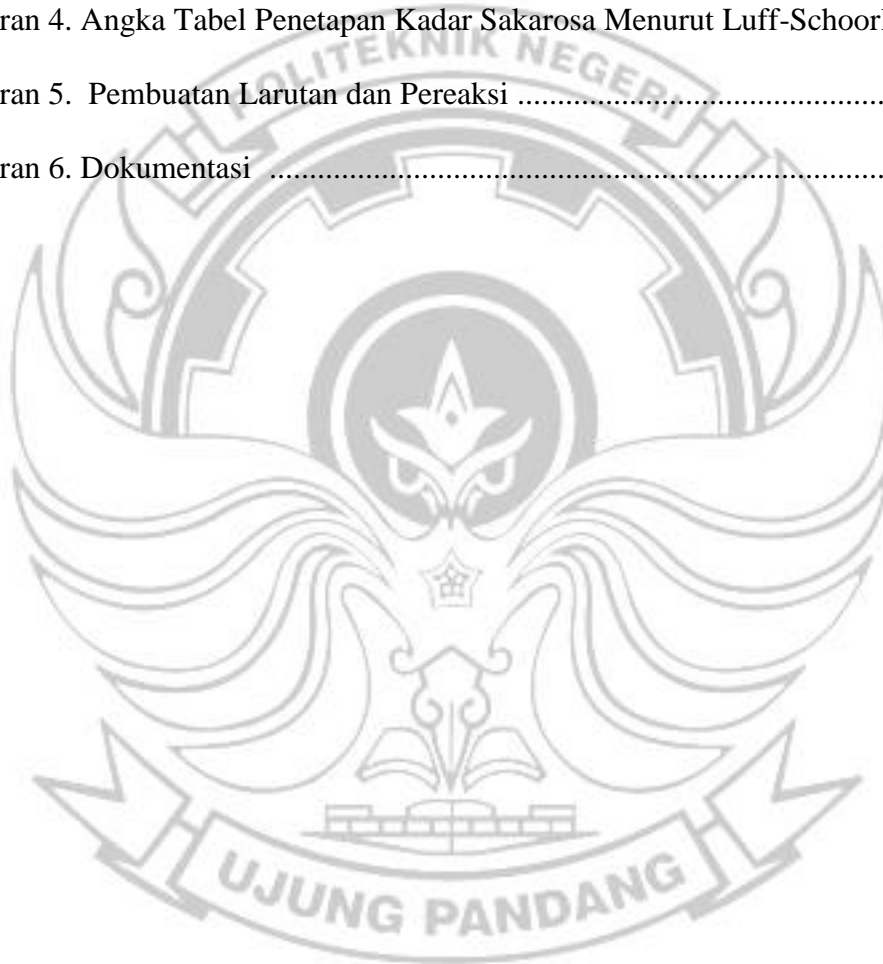 ran 4. Angka Tabel Penetapan Kadar Sakarosa Menurut Luff-Schoorl
POLITEKNIK NEGERI
ran 5.  Pembuatan Larutan dan Pereaksi ............................................
ran 6. Dokumentasi  ..........................................................................
UJUNG PANDANG